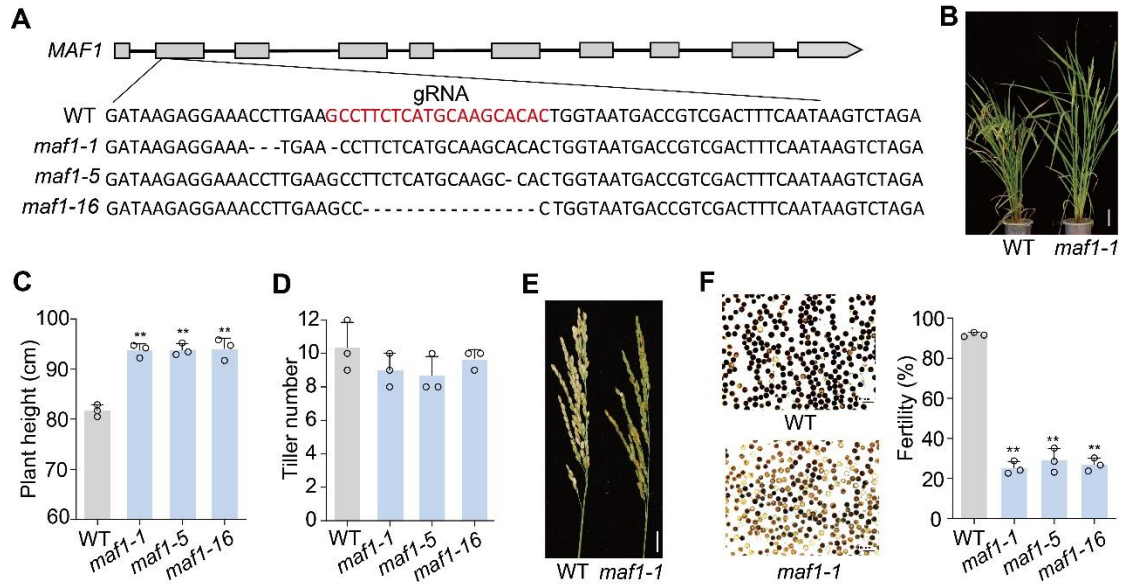 A
MAF1
gRNA
WT GATAAGAGGAAACCTTGAAGCCTTCTCATGCAAGCACACTGGTAATGACCGTCGACTTTCAATAAGTCTAGA
maf1-1 GATAAGAGGAAA- - -TGAA -CCTTCTCATGCAAGCACACTGGTAATGACCGTCGACTTTCAATAAGTCTAGA
maf1-5 GATAAGAGGAAACCTTGAAGCCTTCTCATGCAAGC- CACTGGTAATGACCGTCGACTTTCAATAAGTCTAGA
maf1-16 GATAAGAGGAAACCTTGAAGCC- - - - - - - - - - - - - - - - -C TGGTAATGACCGTCGACTTTCAATAAGTCTAGA
B
WT maf1-1
C
Plant height (cm)
100
90
80
70
60
** ** **
WT maf1-1 maf1-5 maf1-16
D
Tiller number
12
10
8
6
4
2
0
WT maf1-1 maf1-5 maf1-16
E
WT maf1-1
F
WT
maf1-1
Fertility (%)
100
80
60
40
20
0
** ** **
WT maf1-1 maf1-5 maf1-16